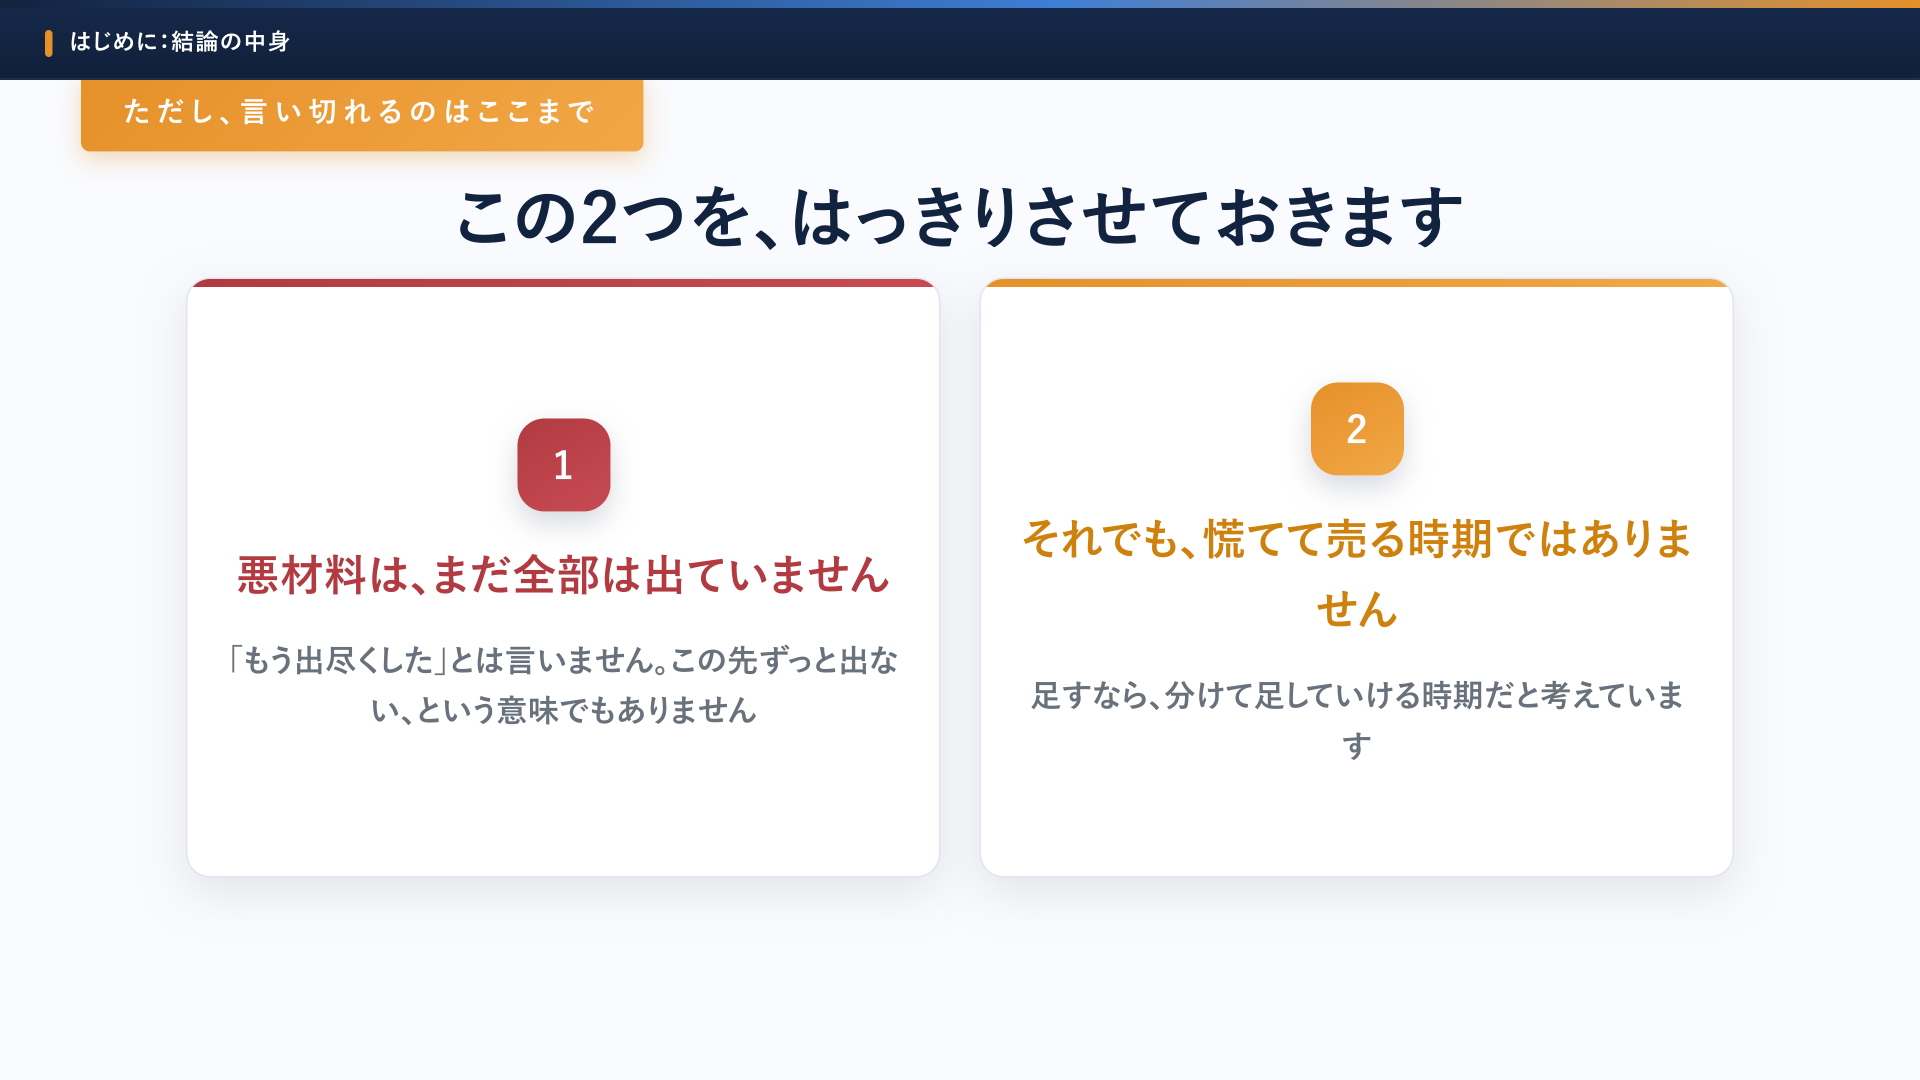 はじめに：結論の中身
ただし、言い切れるのはここまで
この2つを、はっきりさせておきます
1
悪材料は、まだ全部は出ていません
「もう出尽くした」とは言いません。この先ずっと出な
い、という意味でもありません
2
それでも、慌てて売る時期ではありま
せん
足すなら、分けて足していける時期だと考えていま
す